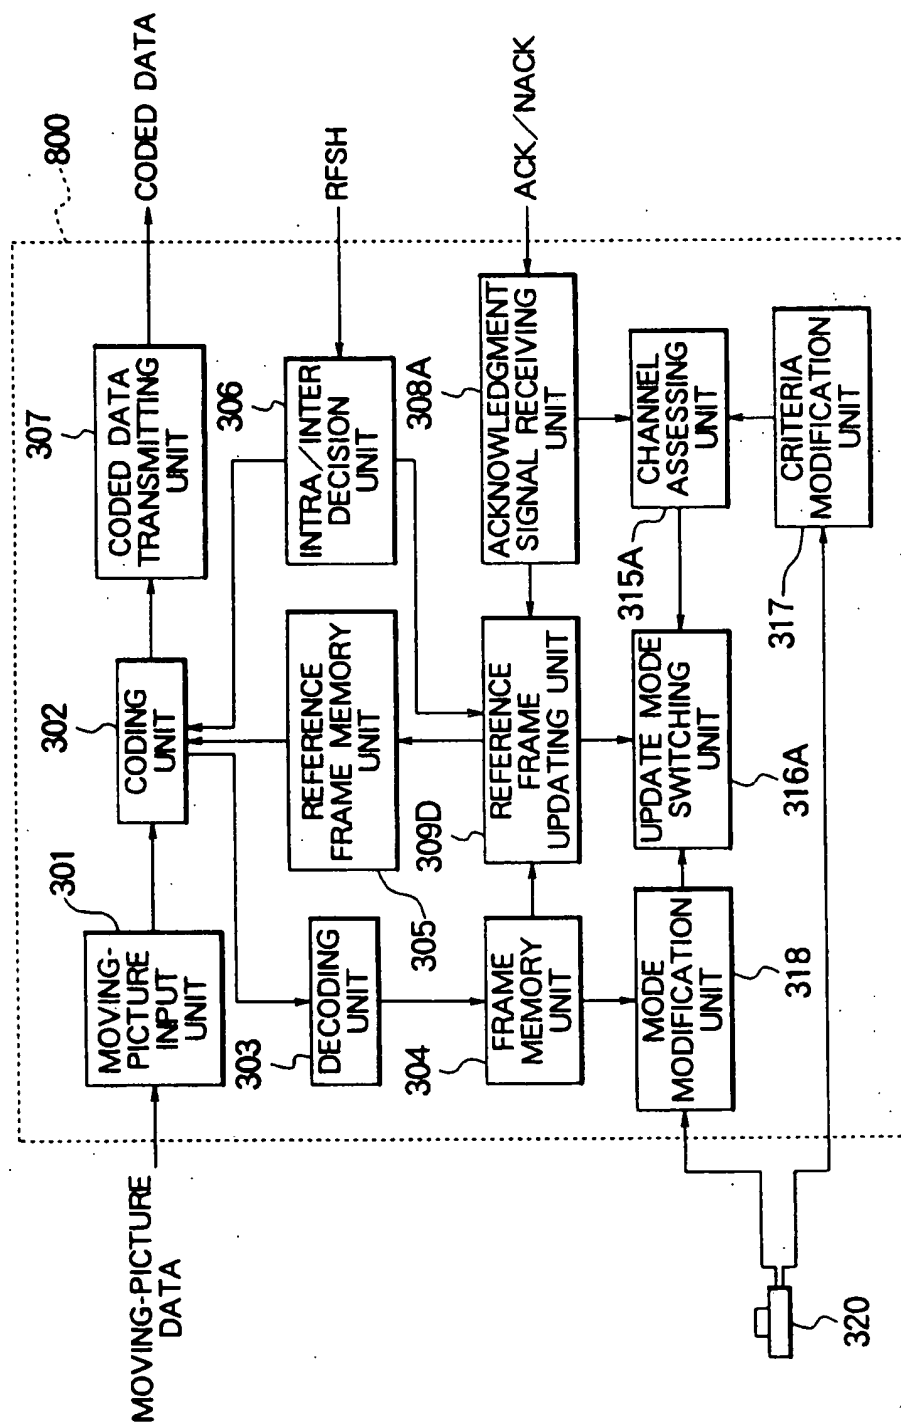 800
MOVING-PICTURE
DATA
301
MOVING-
PICTURE
INPUT
UNIT
302
CODING
UNIT
307
CODED DATA
TRANSMITTING
UNIT
CODED DATA
303
DECODING
UNIT
REFERENCE
FRAME MEMORY
UNIT
305
306
INTRA/INTER
DECISION
UNIT
RFSH
304
FRAME
MEMORY
UNIT
309D
REFERENCE
FRAME
UPDATING UNIT
308A
ACKNOWLEDGMENT
SIGNAL RECEIVING
UNIT
ACK/NACK
MODE
MODIFICATION
UNIT
318
UPDATE MODE
SWITCHING
UNIT
316A
CHANNEL
ASSESSING
UNIT
315A
CRITERIA
MODIFICATION
UNIT
317
320